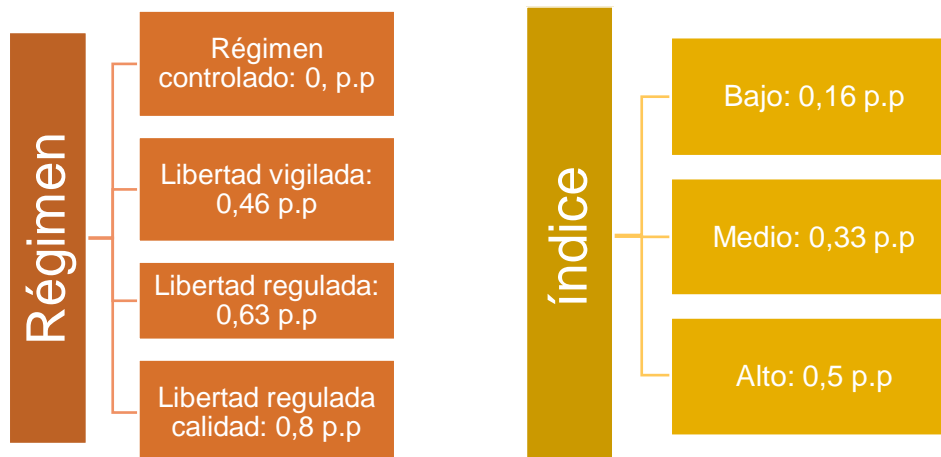 Régimen
Régimen
controlado: 0, p.p
Libertad vigilada:
0,46 p.p
Libertad regulada:
0,63 p.p
Libertad regulada
calidad: 0,8 p.p
índice
Bajo: 0,16 p.p
Medio: 0,33 p.p
Alto: 0,5 p.p